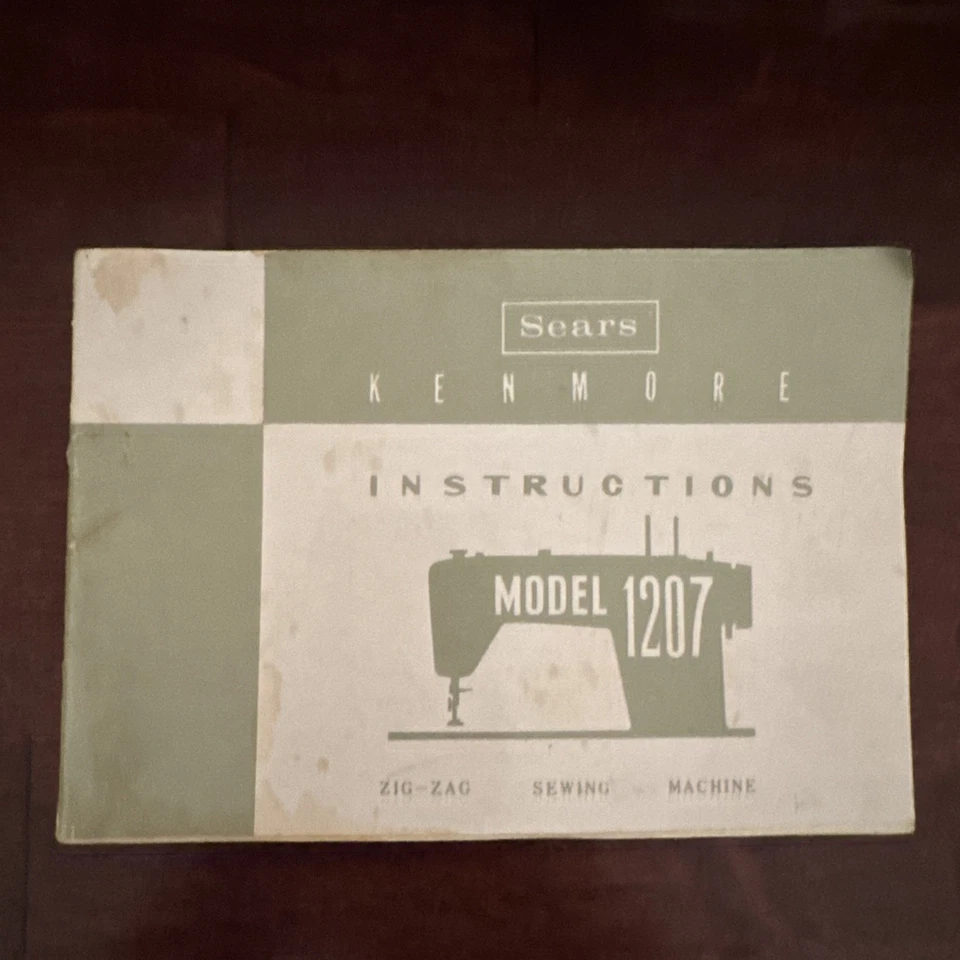 Sears
KENMORE
INSTRUCTIONS
MODEL 1207
ZIG-ZAG SEWING MACHINE